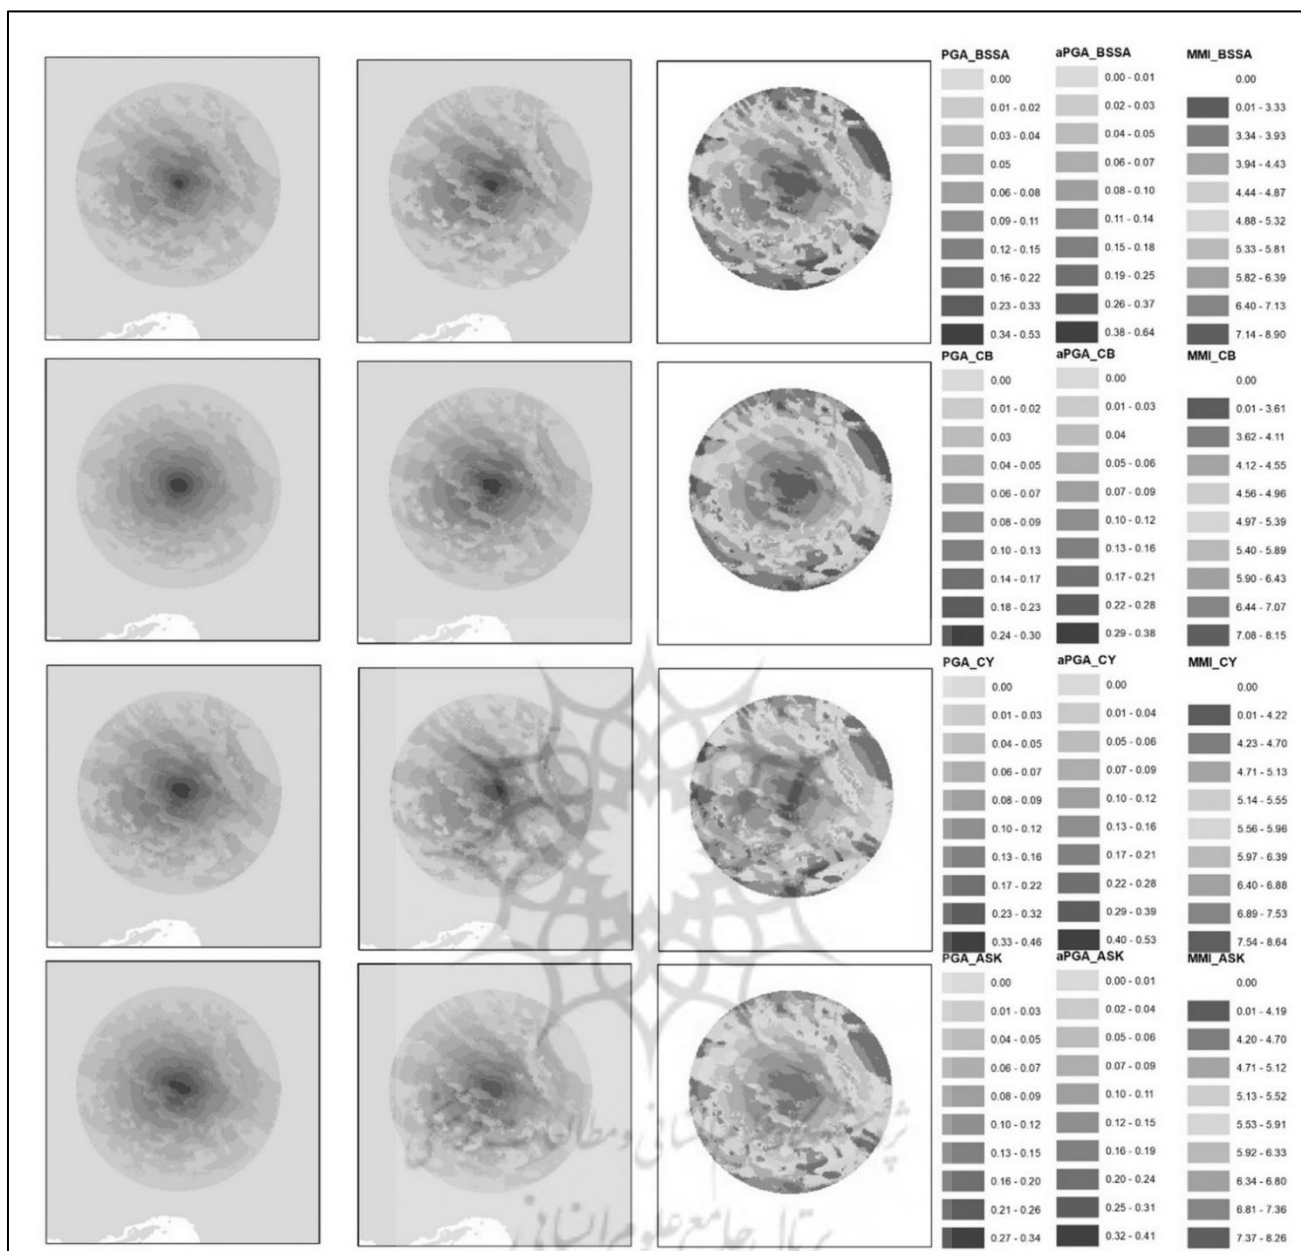 PGA_BSSA aPGA_BSSA MMI_BSSA
0.00 0.00 - 0.01 0.00
0.01 - 0.02 0.02 - 0.03 0.01 - 3.33
0.03 - 0.04 0.04 - 0.05 3.34 - 3.93
0.05 0.06 - 0.07 3.94 - 4.43
0.06 - 0.08 0.08 - 0.10 4.44 - 4.87
0.09 - 0.11 0.11 - 0.14 4.88 - 5.32
0.12 - 0.15 0.15 - 0.18 5.33 - 5.81
0.16 - 0.22 0.19 - 0.25 5.82 - 6.39
0.23 - 0.33 0.26 - 0.37 6.40 - 7.13
0.34 - 0.53 0.38 - 0.64 7.14 - 8.90
PGA_CB aPGA_CB MMI_CB
0.00 0.00 0.00
0.01 - 0.02 0.01 - 0.03 0.01 - 3.61
0.03 0.04 3.62 - 4.11
0.04 - 0.05 0.05 - 0.06 4.12 - 4.55
0.06 - 0.07 0.07 - 0.09 4.56 - 4.96
0.08 - 0.09 0.10 - 0.12 4.97 - 5.39
0.10 - 0.13 0.13 - 0.16 5.40 - 5.89
0.14 - 0.17 0.17 - 0.21 5.90 - 6.43
0.18 - 0.23 0.22 - 0.28 6.44 - 7.07
0.24 - 0.30 0.29 - 0.38 7.08 - 8.15
PGA_CY aPGA_CY MMI_CY
0.00 0.00 0.00
0.01 - 0.03 0.01 - 0.04 0.01 - 4.22
0.04 - 0.05 0.05 - 0.06 4.23 - 4.70
0.06 - 0.07 0.07 - 0.09 4.71 - 5.13
0.08 - 0.09 0.10 - 0.12 5.14 - 5.55
0.10 - 0.12 0.13 - 0.16 5.56 - 5.96
0.13 - 0.16 0.17 - 0.21 5.97 - 6.39
0.17 - 0.22 0.22 - 0.28 6.40 - 6.88
0.23 - 0.32 0.29 - 0.39 6.89 - 7.53
0.33 - 0.46 0.40 - 0.53 7.54 - 8.64
PGA_ASK aPGA_ASK MMI_ASK
0.00 0.00 - 0.01 0.00
0.01 - 0.03 0.02 - 0.04 0.01 - 4.19
0.04 - 0.05 0.05 - 0.06 4.20 - 4.70
0.06 - 0.07 0.07 - 0.09 4.71 - 5.12
0.08 - 0.09 0.10 - 0.11 5.13 - 5.52
0.10 - 0.12 0.12 - 0.15 5.53 - 5.91
0.13 - 0.15 0.16 - 0.19 5.92 - 6.33
0.16 - 0.20 0.20 - 0.24 6.34 - 6.80
0.21 - 0.26 0.25 - 0.31 6.81 - 7.36
0.27 - 0.34 0.32 - 0.41 7.37 - 8.26
پرتال جامع علوم انسانی